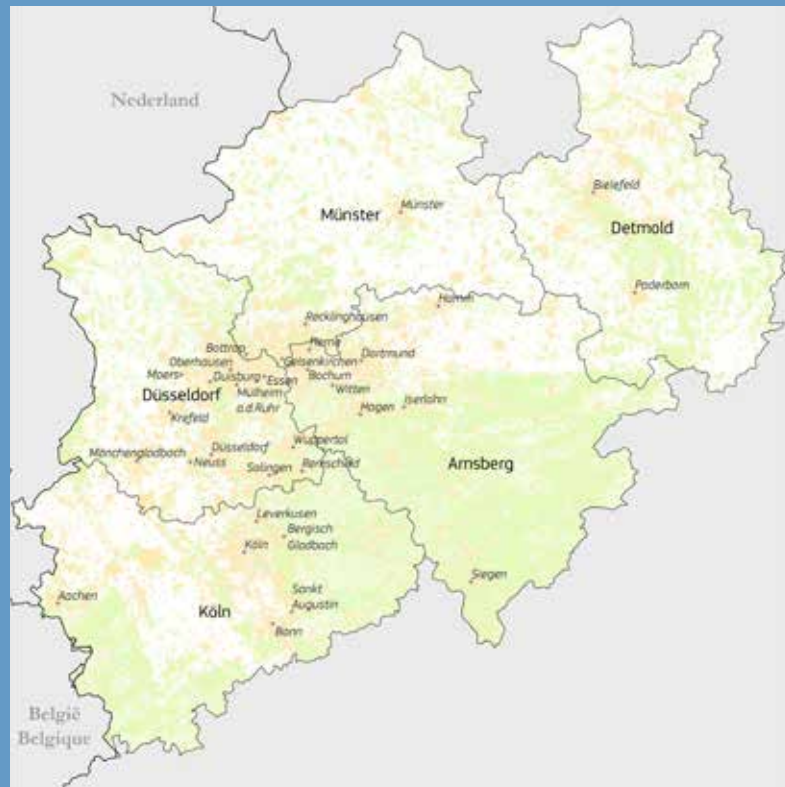 Nederland
Münster
Münster
Bielefeld
Detmold
Paderborn
Hamm
Recklinghausen
Herne
Bottrop
Oberhausen
Gelsenkirchen
Dortmund
Moers
Duisburg
Essen
Bochum
Witten
Düsseldorf
Mülheim
a.d.Ruhr
Krefeld
Hagen
Iserlohn
Wuppertal
Mönchengladbach
Düsseldorf
Neuss
Solingen
Remscheid
Arnsberg
Leverkusen
Bergisch
Gladbach
Köln
Siegen
Sankt
Augustin
Aachen
Köln
Bonn
België
Belgique